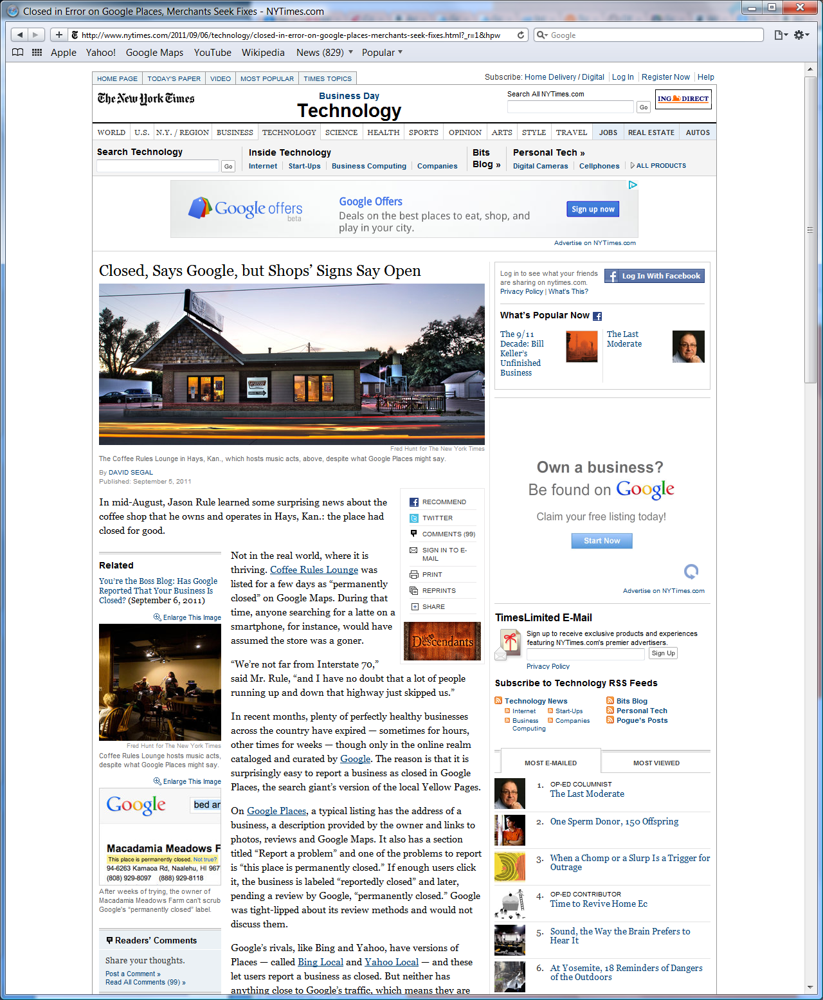 Closed in Error on Google Places, Merchants Seek Fixes - NYTimes.com
http://www.nytimes.com/2011/09/06/technology/closed-in-error-on-google-places-merchants-seek-fixes.html?_r=1&hpw
Google
Apple Yahoo! Google Maps YouTube Wikipedia News (829) Popular
HOME PAGE TODAY'S PAPER VIDEO MOST POPULAR TIMES TOPICS
Subscribe: Home Delivery / Digital Log In Register Now Help
The New York Times
Business Day
Technology
Search All NYTimes.com
Go
ING DIRECT
WORLD U.S. N.Y. / REGION BUSINESS TECHNOLOGY SCIENCE HEALTH SPORTS OPINION ARTS STYLE TRAVEL JOBS REAL ESTATE AUTOS
Search Technology
Go
Inside Technology
Internet Start-Ups Business Computing Companies
Bits
Blog »
Personal Tech »
Digital Cameras Cellphones ALL PRODUCTS
Google offers
beta
Google Offers
Deals on the best places to eat, shop, and
play in your city.
Sign up now
Advertise on NYTimes.com
Closed, Says Google, but Shops’ Signs Say Open
DRIVE-THRU
Fred Hunt for The New York Times
The Coffee Rules Lounge in Hays, Kan., which hosts music acts, above, despite what Google Places might say.
By DAVID SEGAL
Published: September 5, 2011
In mid-August, Jason Rule learned some surprising news about the
coffee shop that he owns and operates in Hays, Kan.: the place had
closed for good.
RECOMMEND
TWITTER
COMMENTS (99)
SIGN IN TO E-
MAIL
PRINT
REPRINTS
SHARE
the Descendants
Related
You’re the Boss Blog: Has Google
Reported That Your Business Is
Closed? (September 6, 2011)
Enlarge This Image
Fred Hunt for The New York Times
Coffee Rules Lounge hosts music acts,
despite what Google Places might say.
Enlarge This Image
Google bed ar
Macadamia Meadows F
This place is permanently closed. Not true?
94-6263 Kamaoa Rd, Naalehu, HI 967
(808) 929-8097 (888) 929-8118
After weeks of trying, the owner of
Macadamia Meadows Farm can't scrub
Google's “permanently closed” label.
Readers’ Comments
Share your thoughts.
Post a Comment »
Read All Comments (99) »
Not in the real world, where it is
thriving. Coffee Rules Lounge was
listed for a few days as “permanently
closed” on Google Maps. During that
time, anyone searching for a latte on a
smartphone, for instance, would have
assumed the store was a goner.
“We’re not far from Interstate 70,”
said Mr. Rule, “and I have no doubt that a lot of people
running up and down that highway just skipped us.”
In recent months, plenty of perfectly healthy businesses
across the country have expired — sometimes for hours,
other times for weeks — though only in the online realm
cataloged and curated by Google. The reason is that it is
surprisingly easy to report a business as closed in Google
Places, the search giant’s version of the local Yellow Pages.
On Google Places, a typical listing has the address of a
business, a description provided by the owner and links to
photos, reviews and Google Maps. It also has a section
titled “Report a problem” and one of the problems to report
is “this place is permanently closed.” If enough users click
it, the business is labeled “reportedly closed” and later,
pending a review by Google, “permanently closed.” Google
was tight-lipped about its review methods and would not
discuss them.
Google’s rivals, like Bing and Yahoo, have versions of
Places — called Bing Local and Yahoo Local — and these
let users report a business as closed. But neither has
anything close to Google’s traffic, which means they are
Log in to see what your friends
are sharing on nytimes.com.
Privacy Policy | What's This?
Log In With Facebook
What’s Popular Now
The 9/11
Decade: Bill
Keller’s
Unfinished
Business
The Last
Moderate
Own a business?
Be found on Google
Claim your free listing today!
Start Now
Advertise on NYTimes.com
TimesLimited E-Mail
Sign up to receive exclusive products and experiences
featuring NYTimes.com's premier advertisers.
Sign Up
Privacy Policy
Subscribe to Technology RSS Feeds
Technology News Bits Blog
Internet Start-Ups Personal Tech
Business Companies Pogue's Posts
Computing
MOST E-MAILED MOST VIEWED
1. OP-ED COLUMNIST
The Last Moderate
2. One Sperm Donor, 150 Offspring
3. When a Chomp or a Slurp Is a Trigger for
Outrage
4. OP-ED CONTRIBUTOR
Time to Revive Home Ec
5. Sound, the Way the Brain Prefers to
Hear It
6. At Yosemite, 18 Reminders of Dangers
of the Outdoors